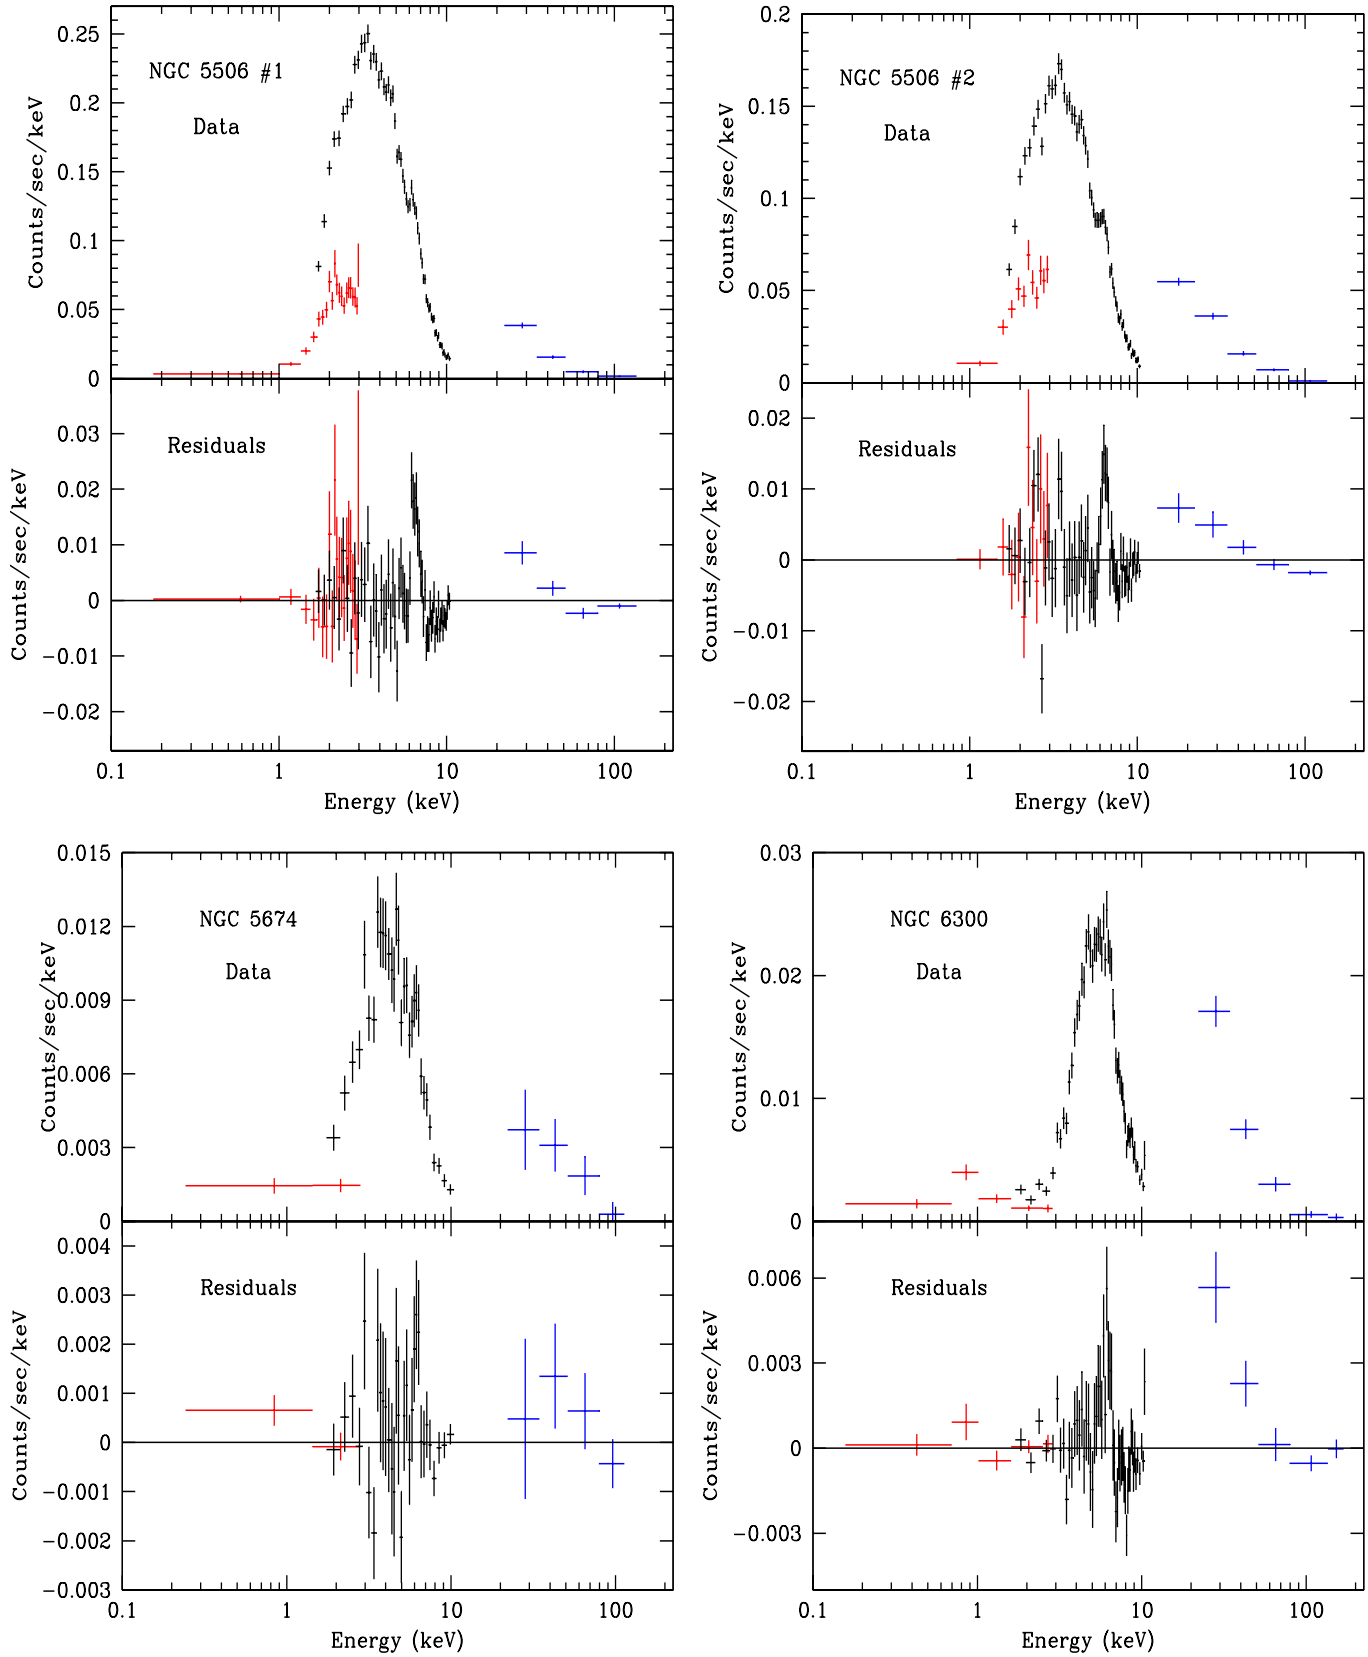 NGC 5506 #1
Data
Counts/sec/keV
0.25
0.2
0.15
0.1
0.05
0
Residuals
Counts/sec/keV
0.03
0.02
0.01
0
−0.01
−0.02
0.1 1 10 100
Energy (keV)
NGC 5506 #2
Data
Counts/sec/keV
0.2
0.15
0.1
0.05
0
Residuals
Counts/sec/keV
0.02
0.01
0
−0.01
−0.02
0.1 1 10 100
Energy (keV)
NGC 5674
Data
Counts/sec/keV
0.015
0.012
0.009
0.006
0.003
0
Residuals
Counts/sec/keV
0.004
0.003
0.002
0.001
0
−0.001
−0.002
−0.003
0.1 1 10 100
Energy (keV)
NGC 6300
Data
Counts/sec/keV
0.03
0.02
0.01
0
Residuals
Counts/sec/keV
0.006
0.003
0
−0.003
0.1 1 10 100
Energy (keV)